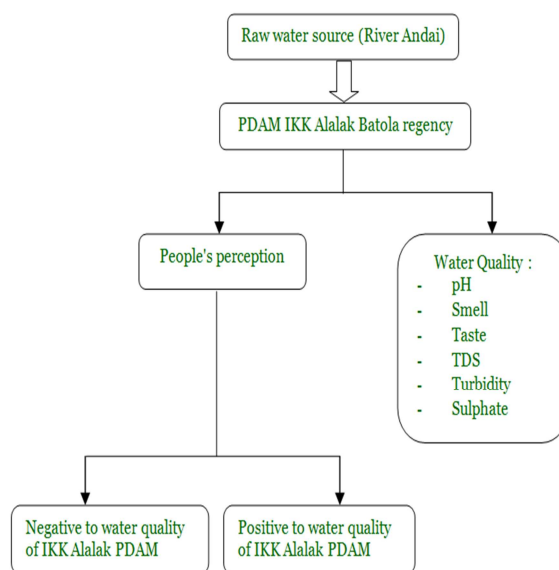 Raw water source (River Andai)
PDAM IKK Alalak Batola regency
People's perception
Water Quality :
- pH
- Smell
- Taste
- TDS
- Turbidity
- Sulphate
Negative to water quality
of IKK Alalak PDAM
Positive to water quality
of IKK Alalak PDAM